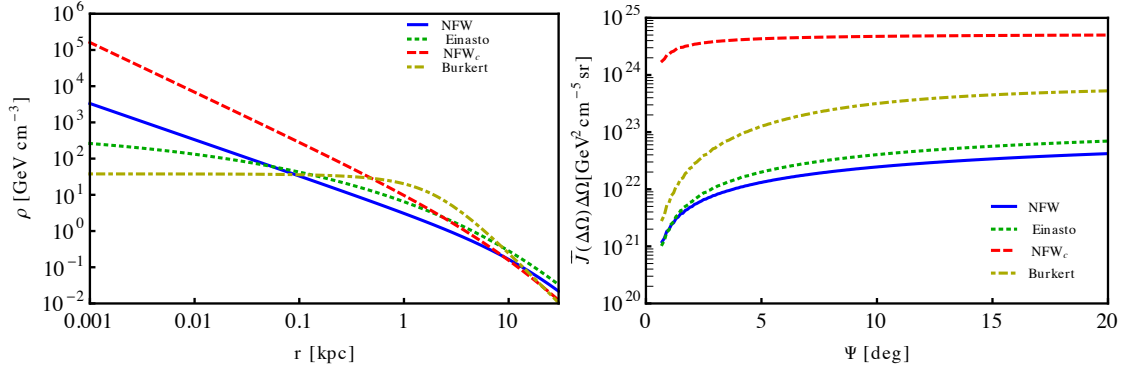 10^6
10^5
10^4
10^3
10^2
10^1
10^0
10^-1
10^-2
ρ [GeV cm^-3]
0.001 0.01 0.1 1 10
r [kpc]
NFW
Einasto
NFW_c
Burkert
10^25
10^24
10^23
10^22
10^21
10^20
J̅(ΔΩ) ΔΩ[GeV^2 cm^-5 sr]
0 5 10 15 20
Ψ [deg]
NFW
Einasto
NFW_c
Burkert